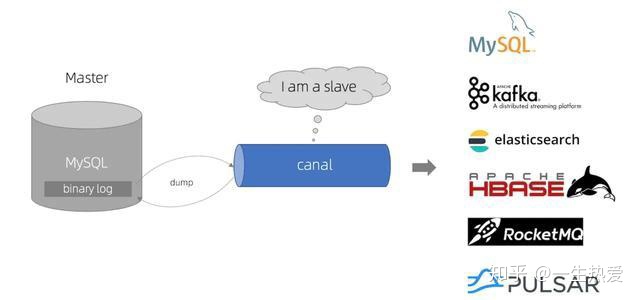 Master
MySQL
binary log
dump
I am a slave
canal
MySQL
APACHE
kafka
A distributed streaming platform
elasticsearch
APACHE
HBASE
RocketMQ
知乎 @一生热爱
PULSAR